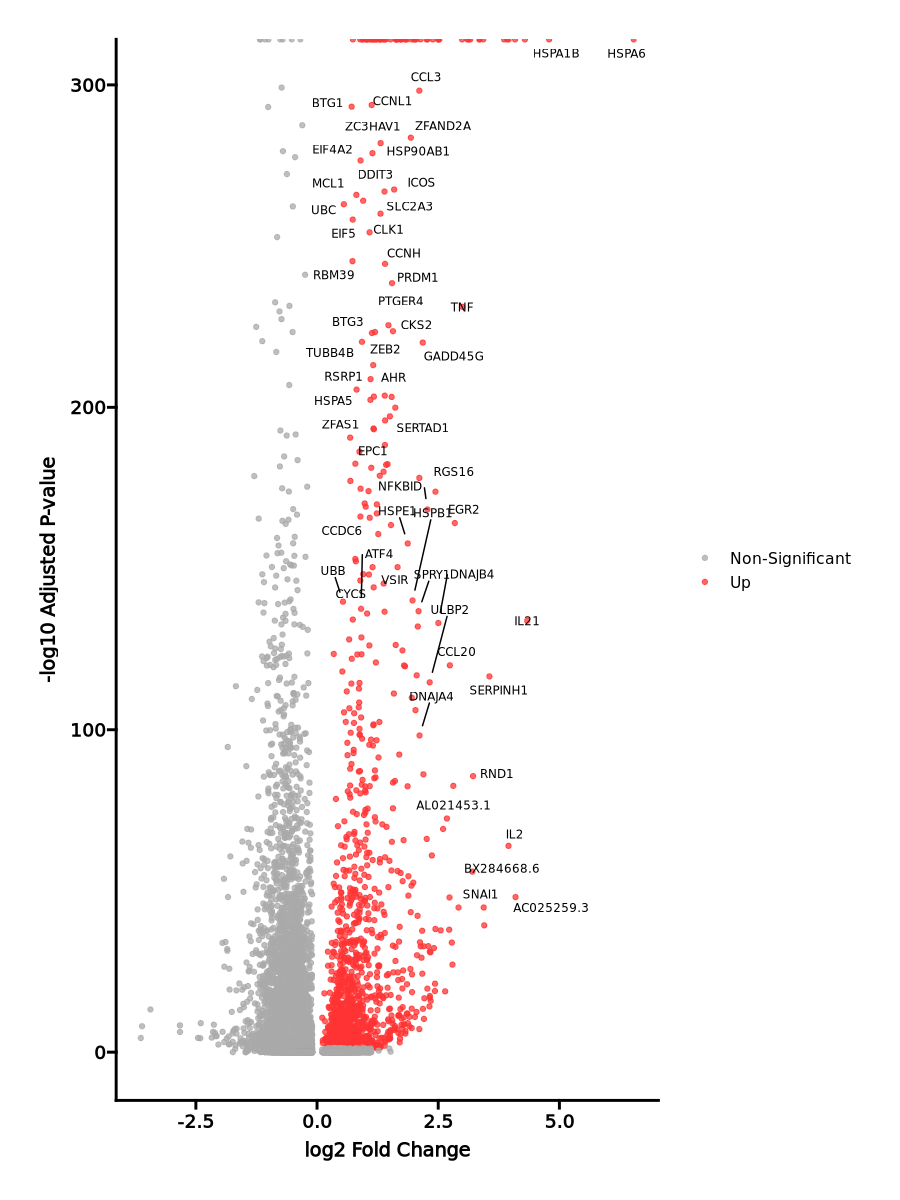 HSPA1B HSPA6
CCL3
300
BTG1 CCNL1
ZC3HAV1 ZFAND2A
EIF4A2 HSP90AB1
DDIT3
MCL1 ICOS
UBC SLC2A3
EIF5 CLK1
CCNH
RBM39 PRDM1
PTGER4 TNF
BTG3 CKS2
TUBB4B ZEB2 GADD45G
RSRP1 AHR
HSPA5
200
ZFAS1 SERTAD1
EPC1
RGS16
NFKBID
HSPE1 HSPB1 EGR2
CCDC6
ATF4
UBB VSIR SPRY1 DNAJB4
CYCS
ULBP2 IL21
CCL20
SERPINH1
DNAJA4
100
RND1
AL021453.1
IL2
BX284668.6
SNAI1
AC025259.3
0
-log10 Adjusted P-value
-2.5 0.0 2.5 5.0
log2 Fold Change
Non-Significant
Up